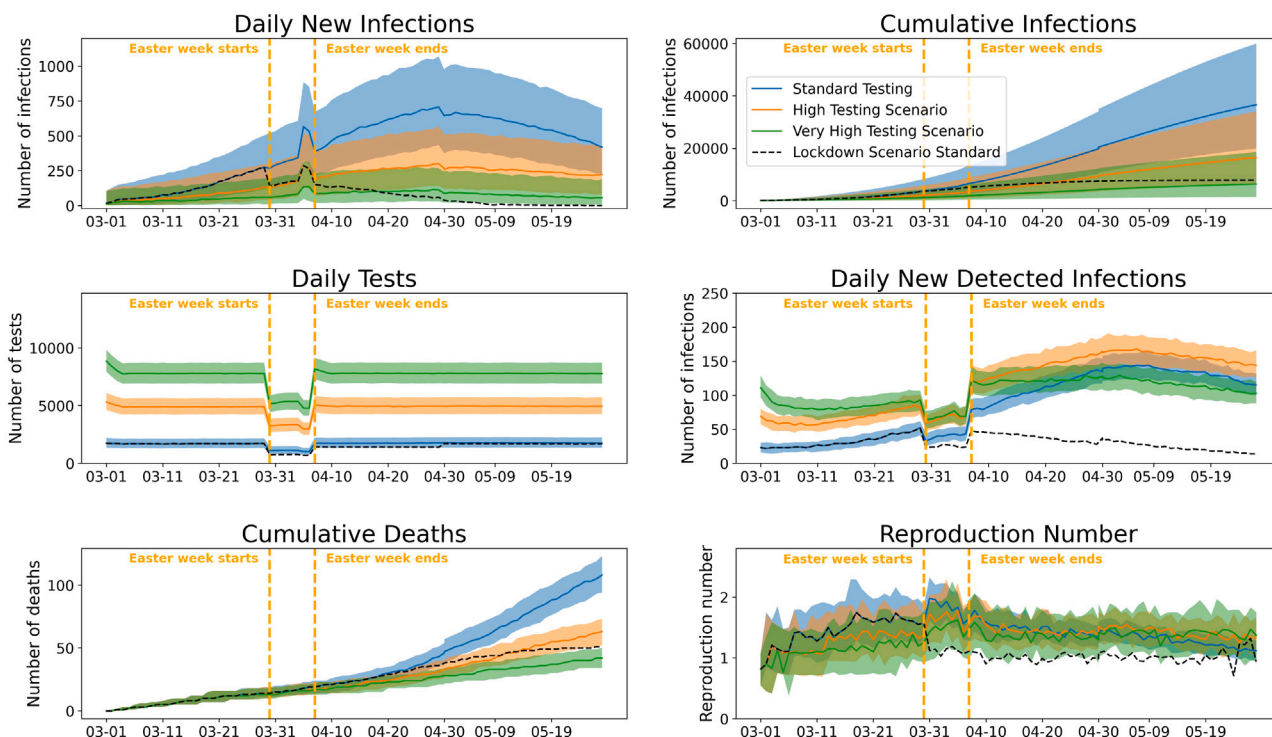 Daily New Infections
Number of infections
Easter week starts
Easter week ends
1000
750
500
250
0
03-01 03-11 03-21 03-31 04-10 04-20 04-30 05-09 05-19
Cumulative Infections
Number of infections
60000
40000
20000
0
Standard Testing
High Testing Scenario
Very High Testing Scenario
Lockdown Scenario Standard
03-01 03-11 03-21 03-31 04-10 04-20 04-30 05-09 05-19
Daily Tests
Number of tests
Easter week starts
Easter week ends
10000
5000
0
03-01 03-11 03-21 03-31 04-10 04-20 04-30 05-09 05-19
Daily New Detected Infections
Number of infections
Easter week starts
Easter week ends
250
200
150
100
50
0
03-01 03-11 03-21 03-31 04-10 04-20 04-30 05-09 05-19
Cumulative Deaths
Number of deaths
Easter week starts
Easter week ends
100
50
0
03-01 03-11 03-21 03-31 04-10 04-20 04-30 05-09 05-19
Reproduction Number
Reproduction number
Easter week starts
Easter week ends
2
1
0
03-01 03-11 03-21 03-31 04-10 04-20 04-30 05-09 05-19